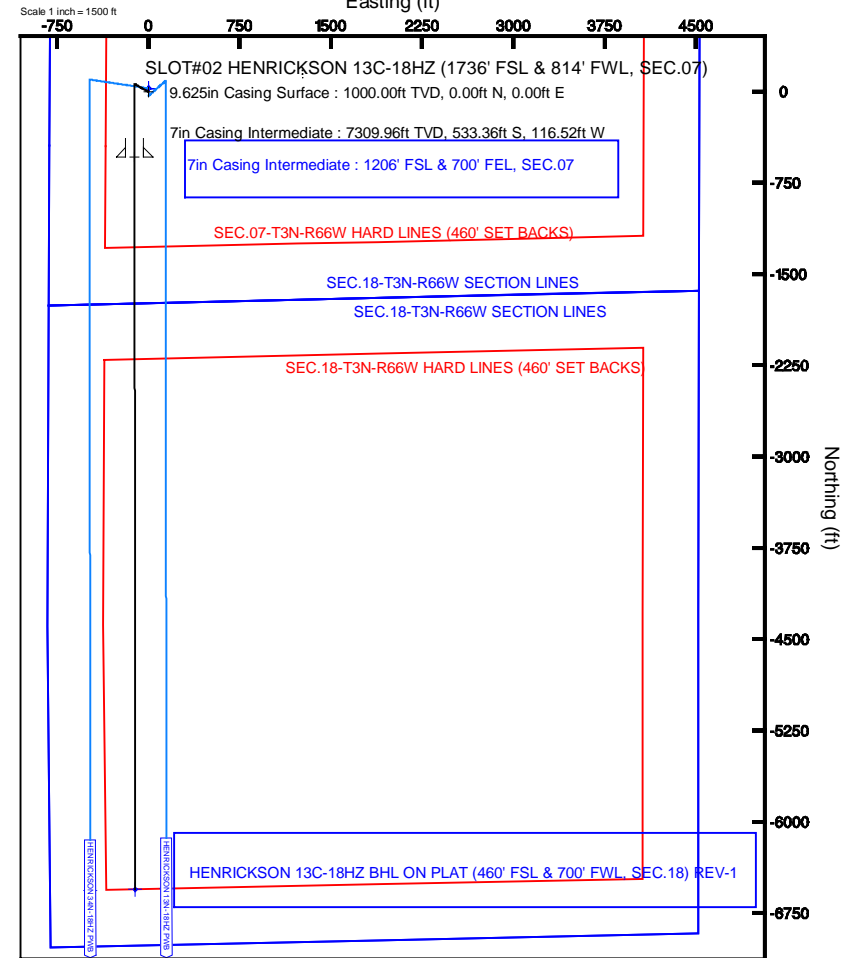 Easting (ft)
Scale 1 inch = 1500 ft
-750 0 750 1500 2250 3000 3750 4500
SLOT#02 HENRICKSON 13C-18HZ (1736' FSL & 814' FWL, SEC.07)
9.625in Casing Surface : 1000.00ft TVD, 0.00ft N, 0.00ft E
0
7in Casing Intermediate : 7309.96ft TVD, 533.36ft S, 116.52ft W
7in Casing Intermediate : 1206' FSL & 700' FEL, SEC.07
-750
SEC.07-T3N-R66W HARD LINES (460' SET BACKS)
-1500
SEC.18-T3N-R66W SECTION LINES
SEC.18-T3N-R66W SECTION LINES
-2250
SEC.18-T3N-R66W HARD LINES (460' SET BACKS)
-3000
Northing (ft)
-3750
-4500
-5250
-6000
HENRICKSON 34N-18HZ PWB
HENRICKSON 13N-18HZ PWB
HENRICKSON 13C-18HZ BHL ON PLAT (460' FSL & 700' FWL, SEC.18) REV-1
-6750